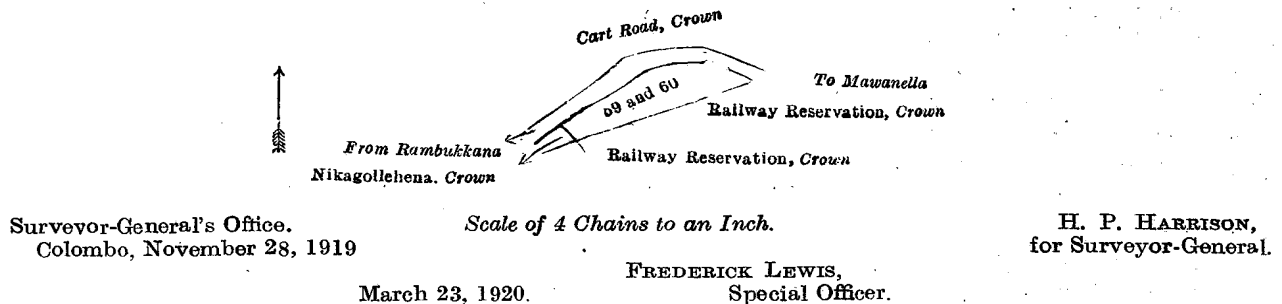 Cart Road, Crown
To Mawanella
59 and 60
Railway Reservation, Crown
From Rambukkana
Railway Reservation, Crown
Nikagollehena. Crown
Surveyor-General's Office.
Scale of 4 Chains to an Inch.
H. P. HARRISON,
Colombo, November 28, 1919
for Surveyor-General.
FREDERICK LEWIS,
March 23, 1920.
Special Officer.